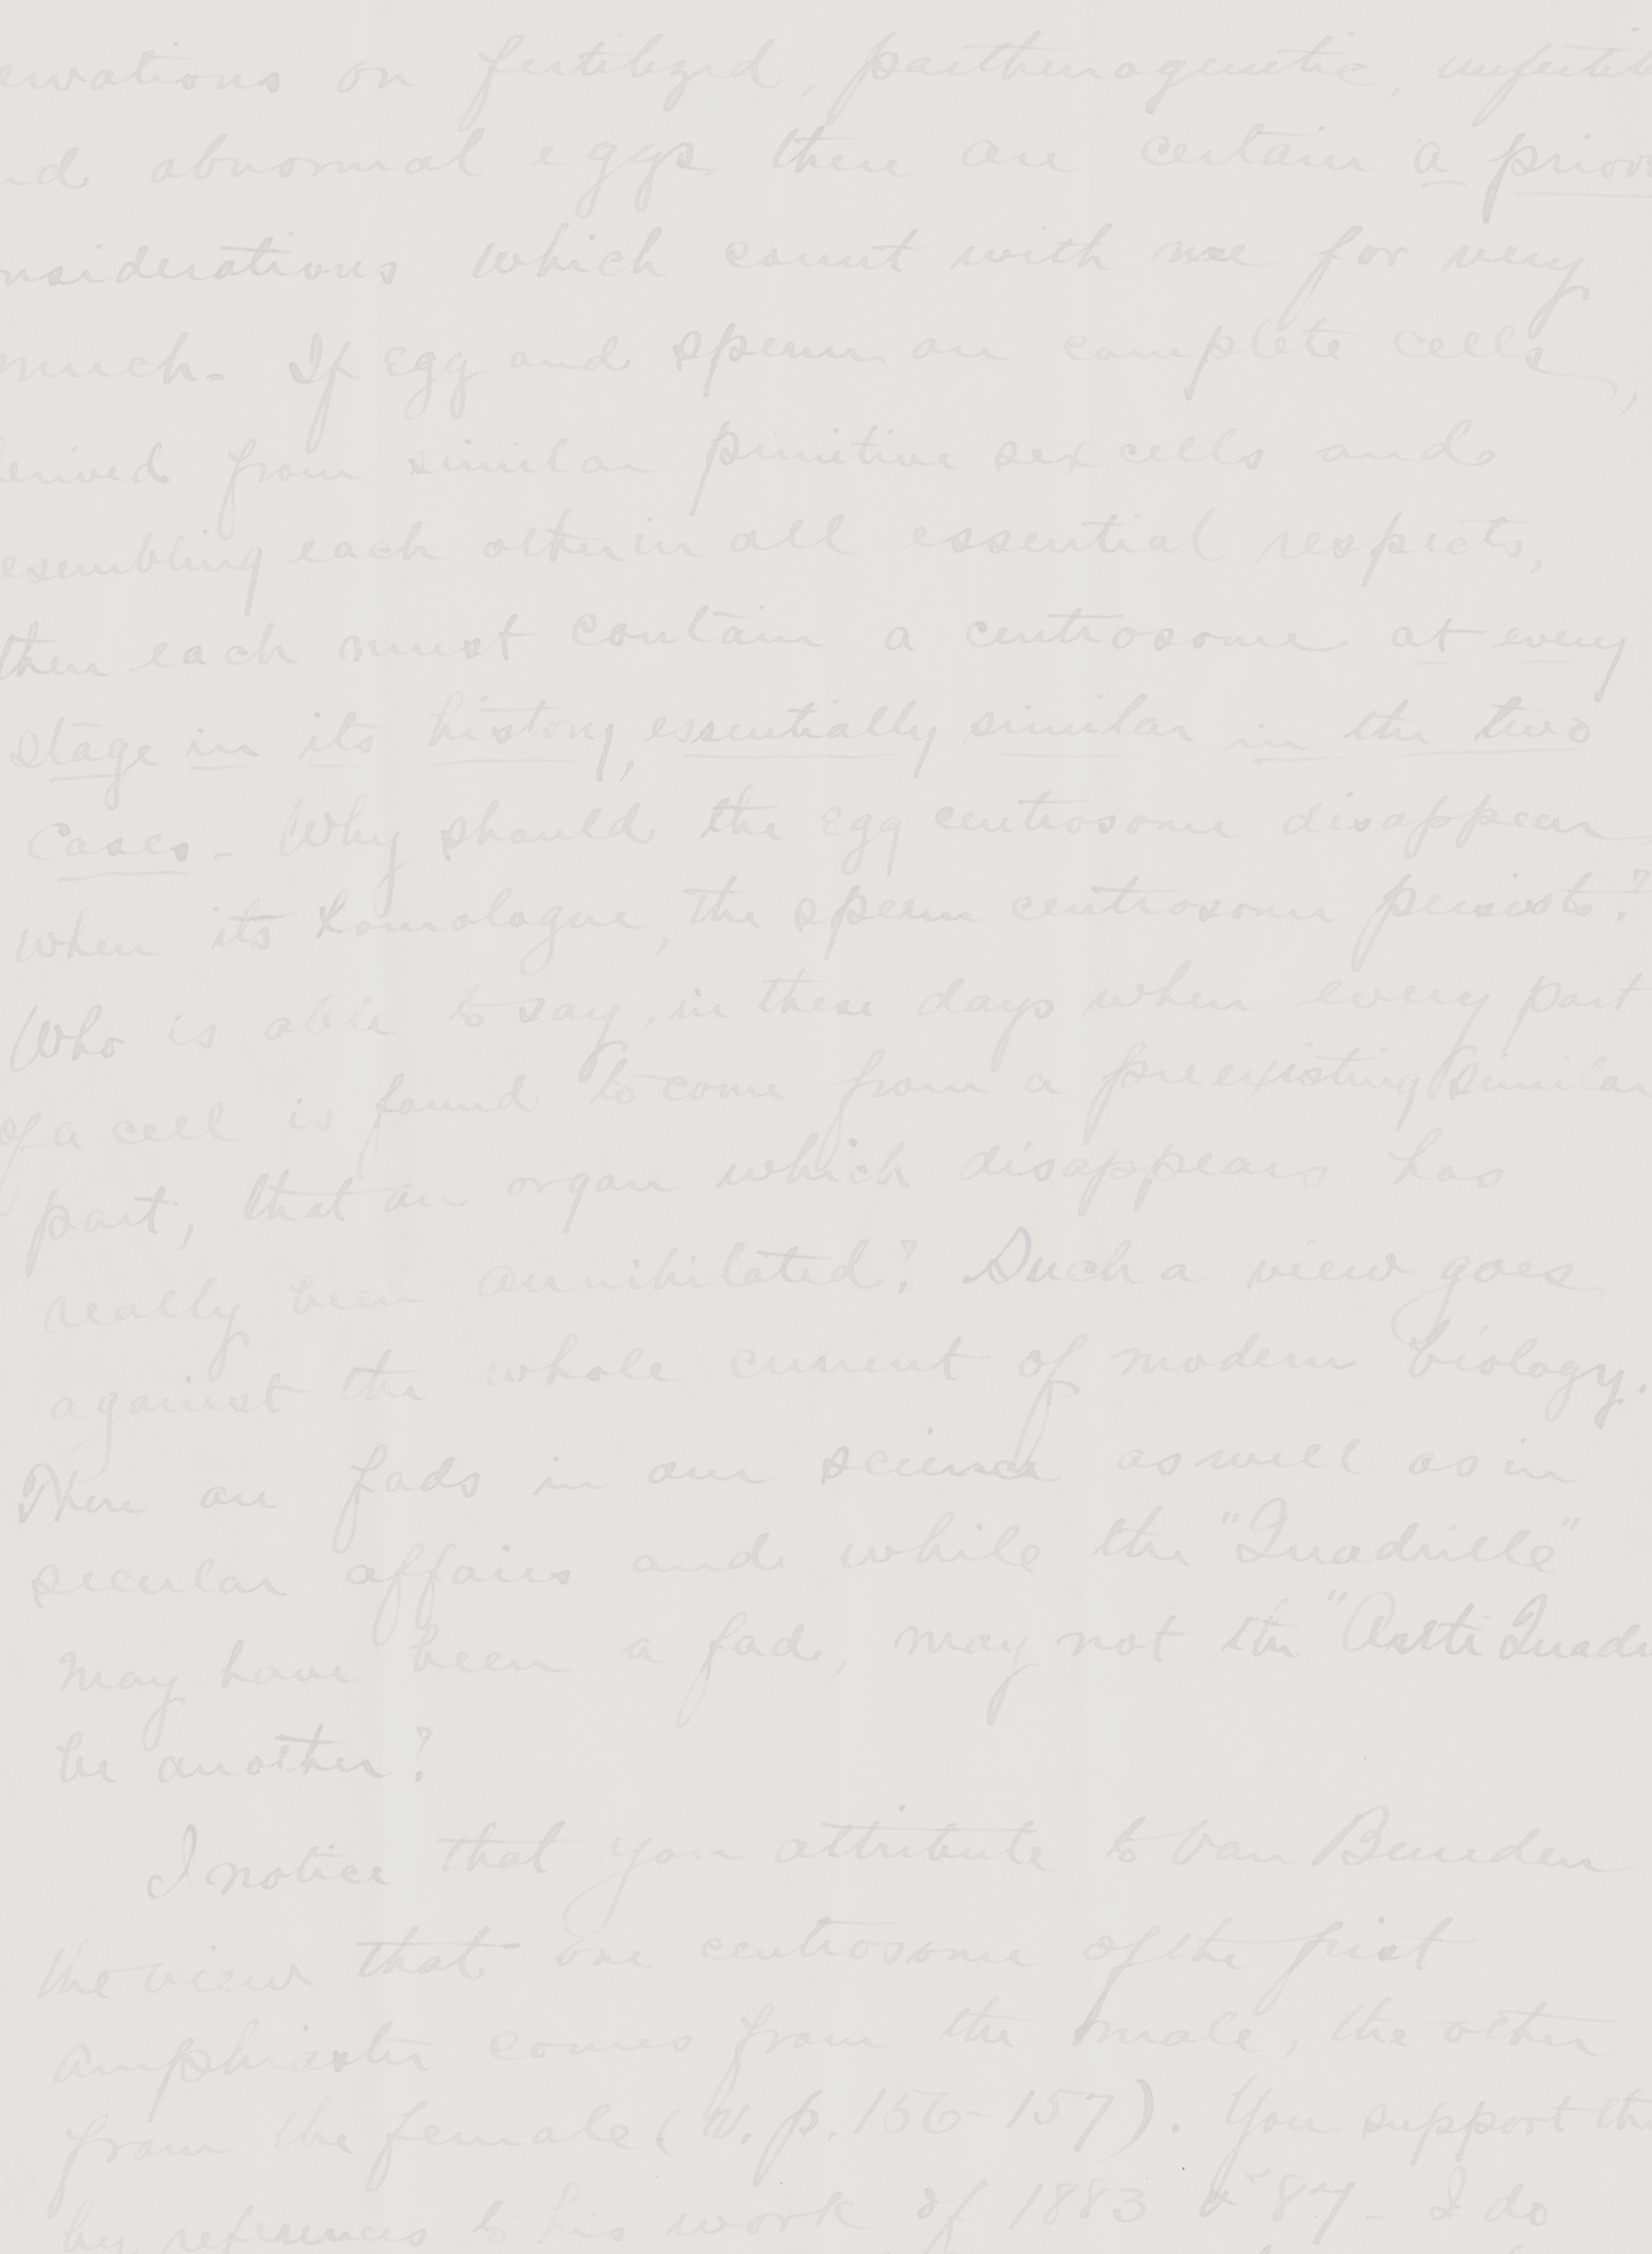 ervations on fertilized, parthenogenetic, unfertil
nd abnormal eggs there are certain a priori
nsiderations which count with me for very
much. If egg and sperm are complete cells,
derived from similar primitive sex cells and
esembling each other in all essential respects,
then each must contain a centrosome at every
stage in its history, essentially similar in the two
cases. Why should the egg centrosome disappear
when its homologue, the sperm centrosome persists?
Who is able to say, in these days when every part
of a cell is found to come from a preexisting similar
part, that an organ which disappears has
really been annihilated? Such a view goes
against the whole current of modern biology.
There are fads in our science as well as in
secular affairs and while the "Quadrille"
may have been a fad, may not the "Anti Quadr
be another?
I notice that you attribute to Van Beneden
the view that one centrosome of the first
amphiaster comes from the male, the other
from the female (v. p. 156-157). You support th
by references to his work of 1883 & '87. I do